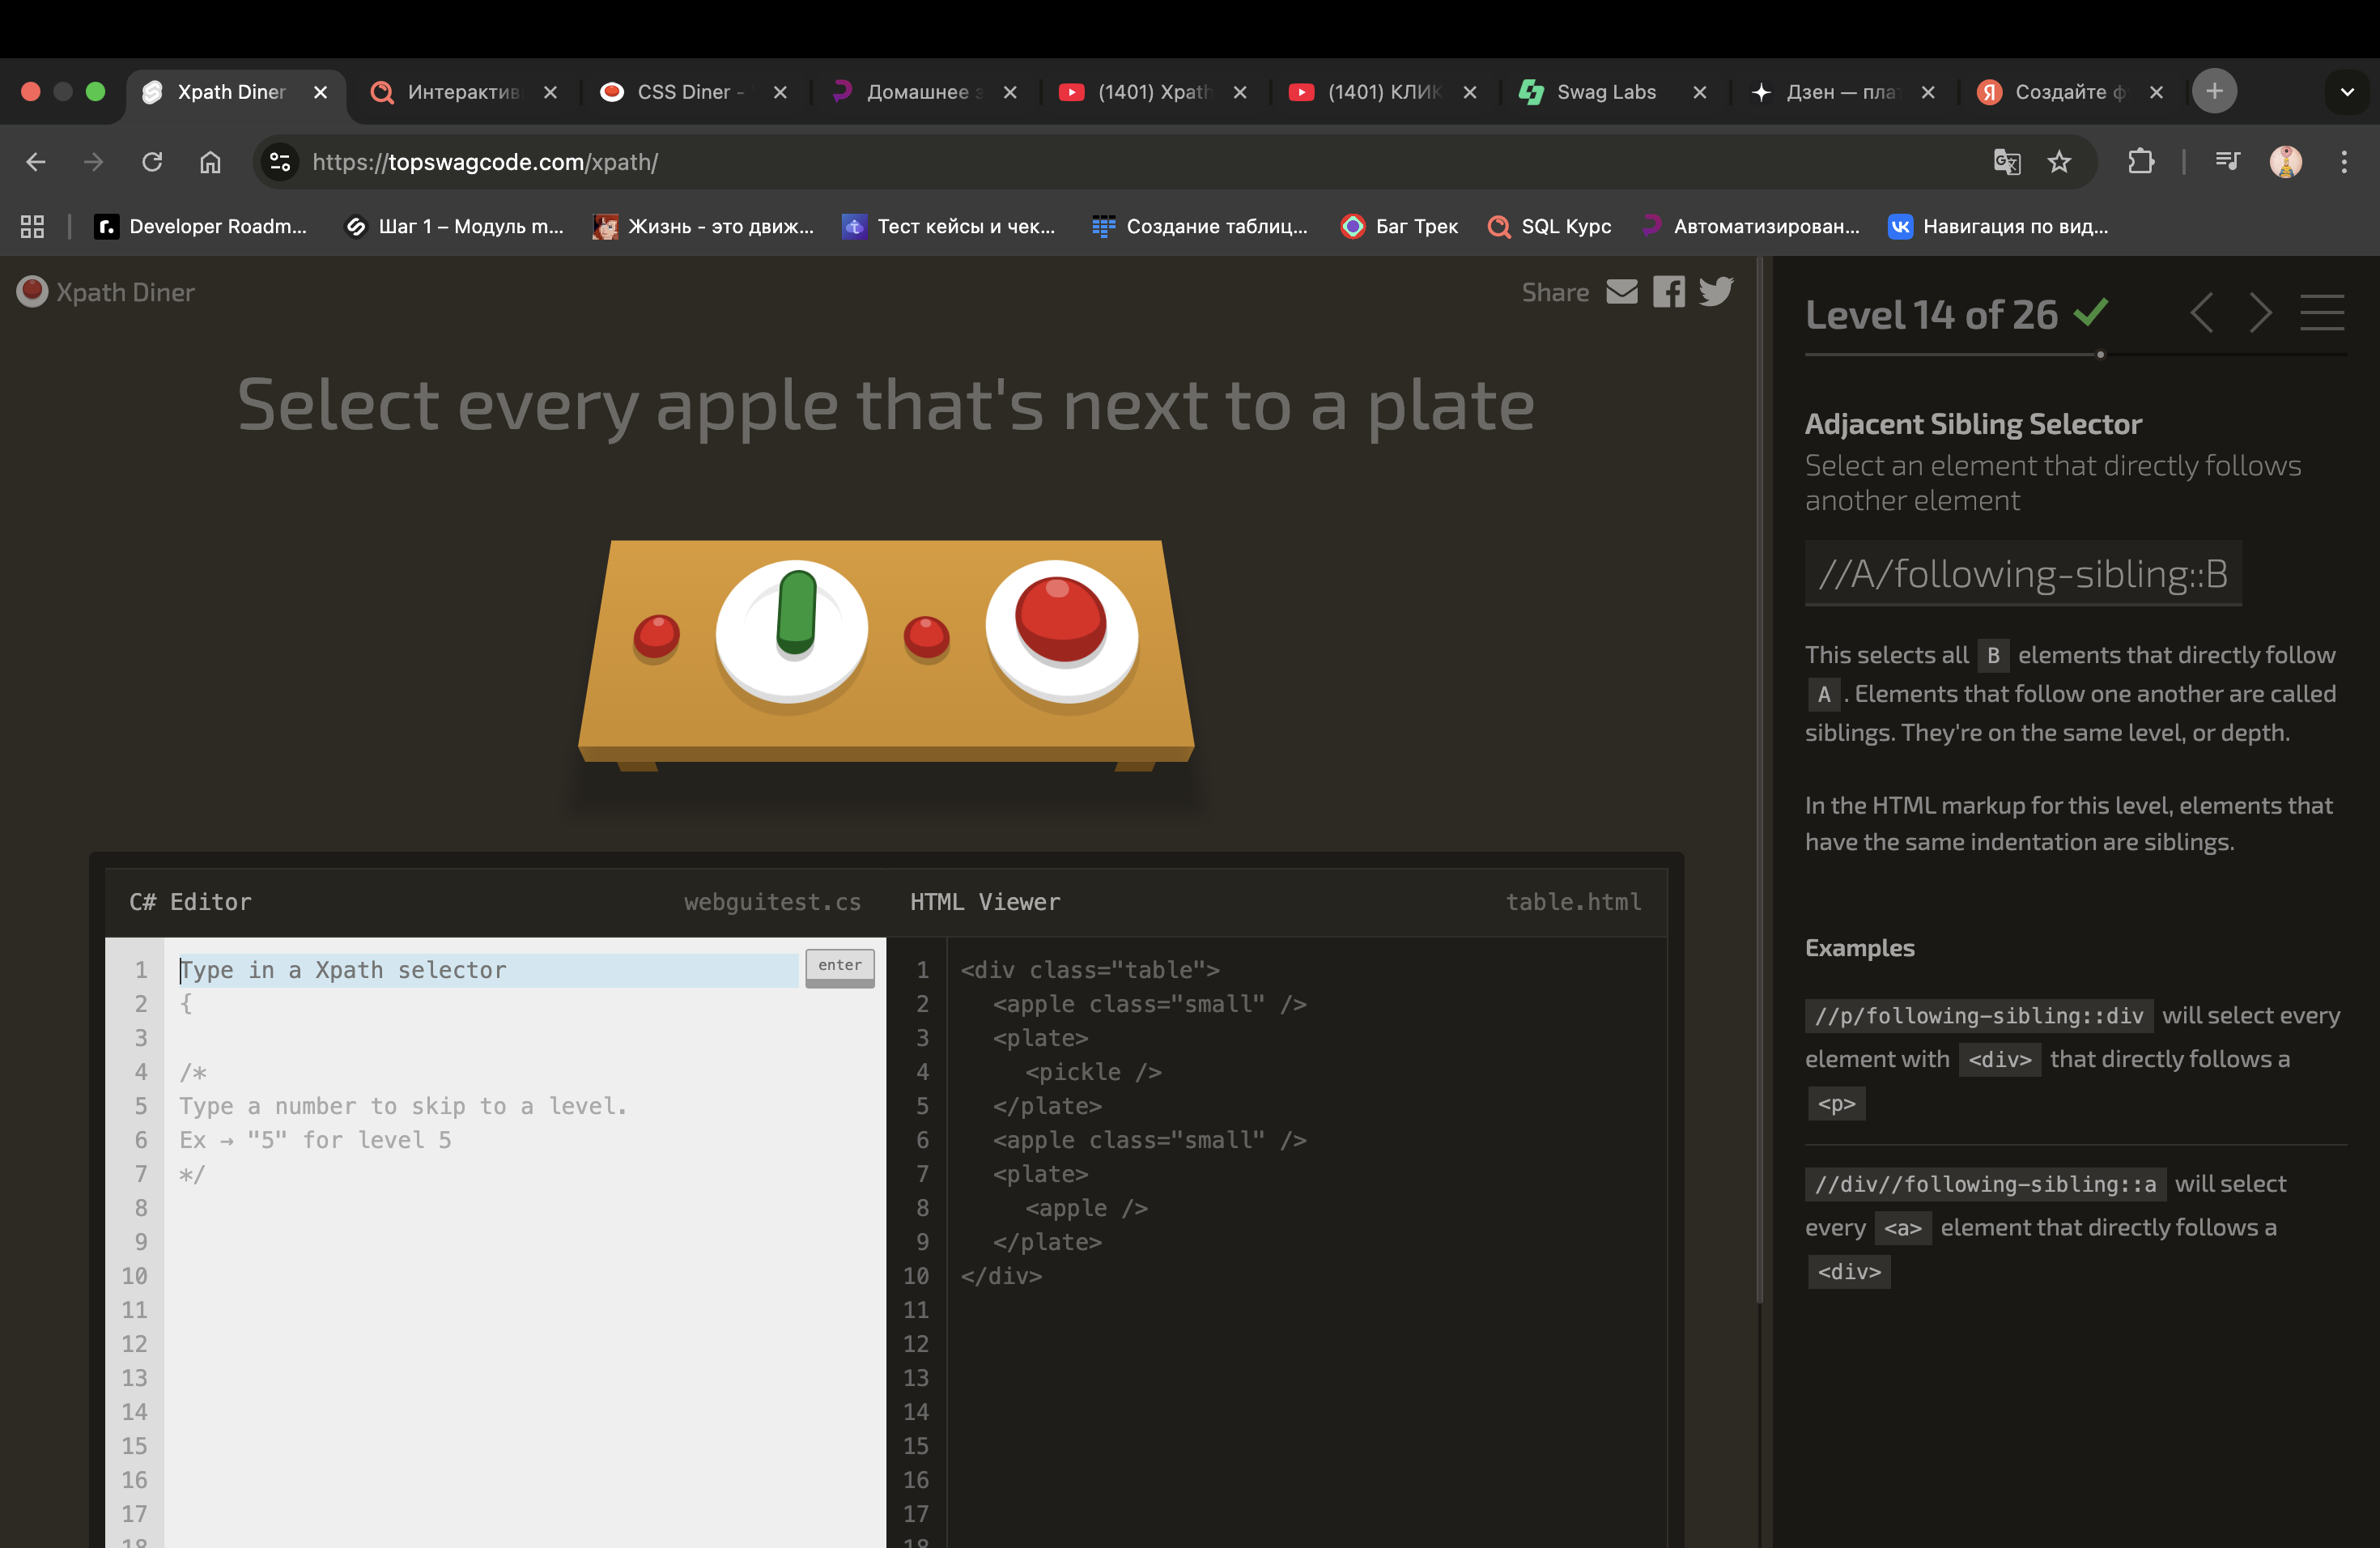 Xpath Diner
Интерактив
CSS Diner -
Домашнее з
(1401) Xpath
(1401) КЛИК
Swag Labs
Дзен — пла
Создайте ф
https://topswagcode.com/xpath/
Developer Roadm...
Шаг 1 – Модуль m...
Жизнь - это движ...
Тест кейсы и чек...
Создание таблиц...
Баг Трек
SQL Курс
Автоматизирован...
Навигация по вид...
Xpath Diner
Share
Select every apple that's next to a plate
C# Editor
webguitest.cs
HTML Viewer
table.html
1 Type in a Xpath selector
enter
2 {
3
4 /*
5 Type a number to skip to a level.
6 Ex → "5" for level 5
7 */
8
9
10
11
12
13
14
15
16
17
18
1 <div class="table">
2 <apple class="small" />
3 <plate>
4 <pickle />
5 </plate>
6 <apple class="small" />
7 <plate>
8 <apple />
9 </plate>
10 </div>
11
12
13
14
15
16
17
18
Level 14 of 26
Adjacent Sibling Selector
Select an element that directly follows
another element
//A/following-sibling::B
This selects all B elements that directly follow
A . Elements that follow one another are called
siblings. They're on the same level, or depth.
In the HTML markup for this level, elements that
have the same indentation are siblings.
Examples
//p/following-sibling::div will select every
element with <div> that directly follows a
<p>
//div//following-sibling::a will select
every <a> element that directly follows a
<div>